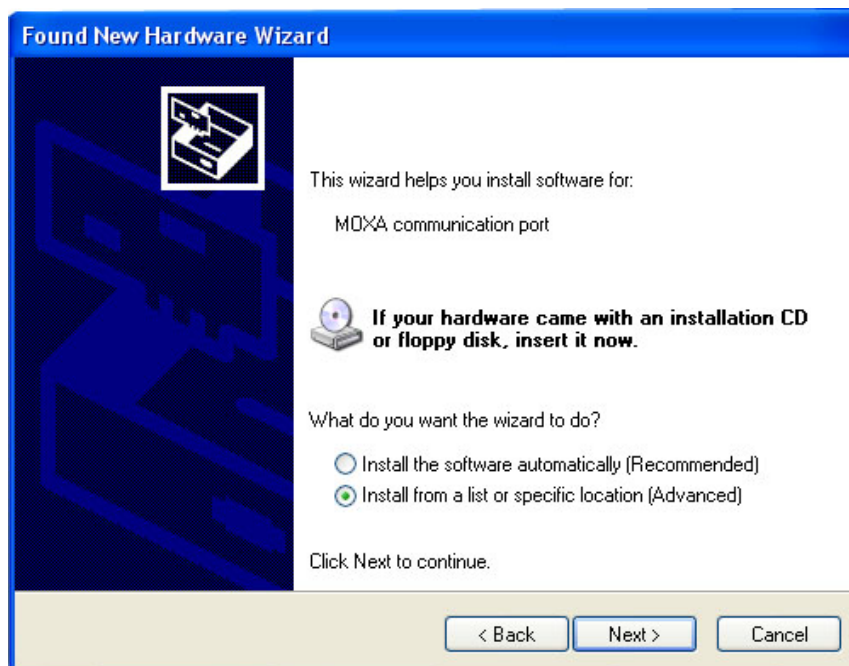 Found New Hardware Wizard
This wizard helps you install software for:
MOXA communication port
If your hardware came with an installation CD
or floppy disk, insert it now.
What do you want the wizard to do?
Install the software automatically (Recommended)
Install from a list or specific location (Advanced)
Click Next to continue.
< Back
Next >
Cancel